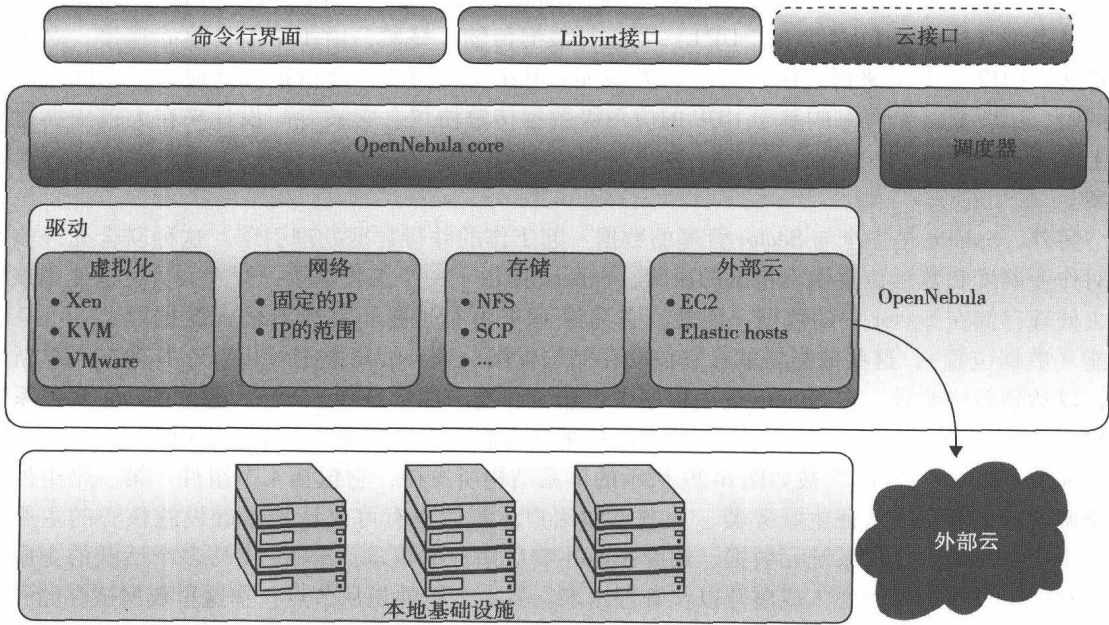 命令行界面
Libvirt接口
云接口
OpenNebula core
调度器
驱动
虚拟化
• Xen
• KVM
• VMware
网络
• 固定的IP
• IP的范围
存储
• NFS
• SCP
• ...
外部云
• EC2
• Elastic hosts
OpenNebula
本地基础设施
外部云